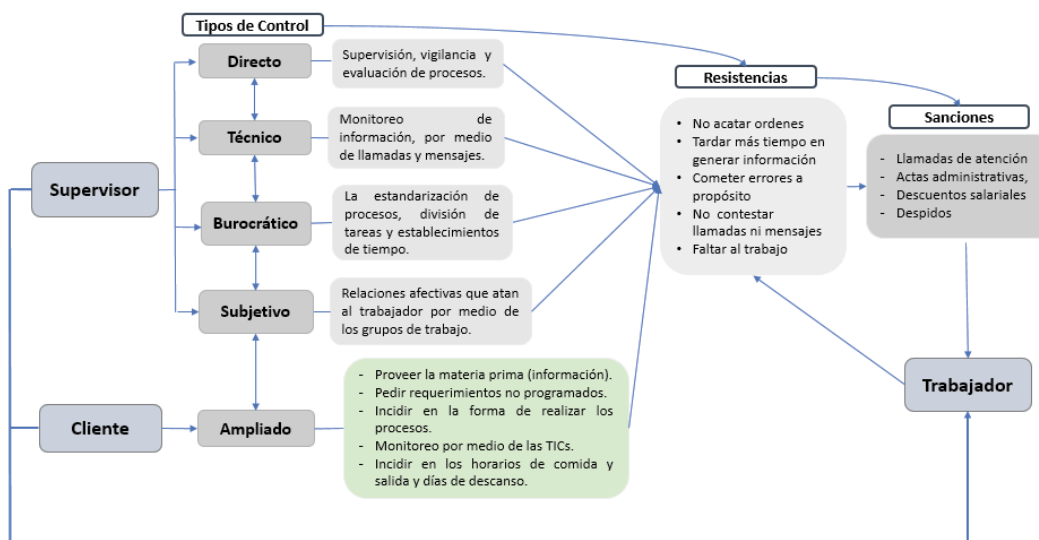 Tipos de Control
Directo
Supervisión, vigilancia y
evaluación de procesos.
Técnico
Monitoreo de
información, por medio
de llamadas y mensajes.
Supervisor
Burocrático
La estandarización de
procesos, división de
tareas y establecimientos
de tiempo.
Subjetivo
Relaciones afectivas que atan
al trabajador por medio de
los grupos de trabajo.
Cliente
Ampliado
- Proveer la materia prima (información).
- Pedir requerimientos no programados.
- Incidir en la forma de realizar los
procesos.
- Monitoreo por medio de las TICs.
- Incidir en los horarios de comida y
salida y días de descanso.
Resistencias
• No acatar ordenes
• Tardar más tiempo en
generar información
• Cometer errores a
propósito
• No contestar
llamadas ni mensajes
• Faltar al trabajo
Sanciones
- Llamadas de atención
- Actas administrativas,
- Descuentos salariales
- Despidos
Trabajador